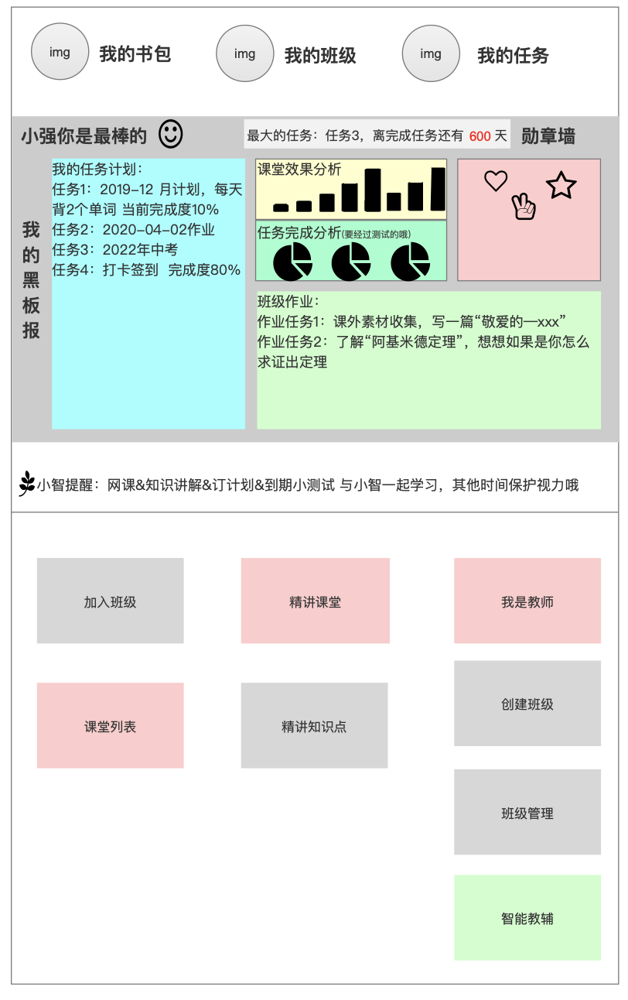 img 我的书包
img 我的班级
img 我的任务
小强你是最棒的
最大的任务：任务3，离完成任务还有 600 天
勋章墙
我的黑板报
我的任务计划：
任务1：2019-12 月计划，每天
背2个单词 当前完成度10%
任务2：2020-04-02作业
任务3：2022年中考
任务4：打卡签到 完成度80%
课堂效果分析
任务完成分析(要经过测试的哦)
班级作业：
作业任务1：课外素材收集，写一篇“敬爱的—xxx”
作业任务2：了解“阿基米德定理”，想想如果是你怎么
求证出定理
小智提醒：网课&知识讲解&订计划&到期小测试 与小智一起学习，其他时间保护视力哦
加入班级
精讲课堂
我是教师
课堂列表
精讲知识点
创建班级
班级管理
智能教辅